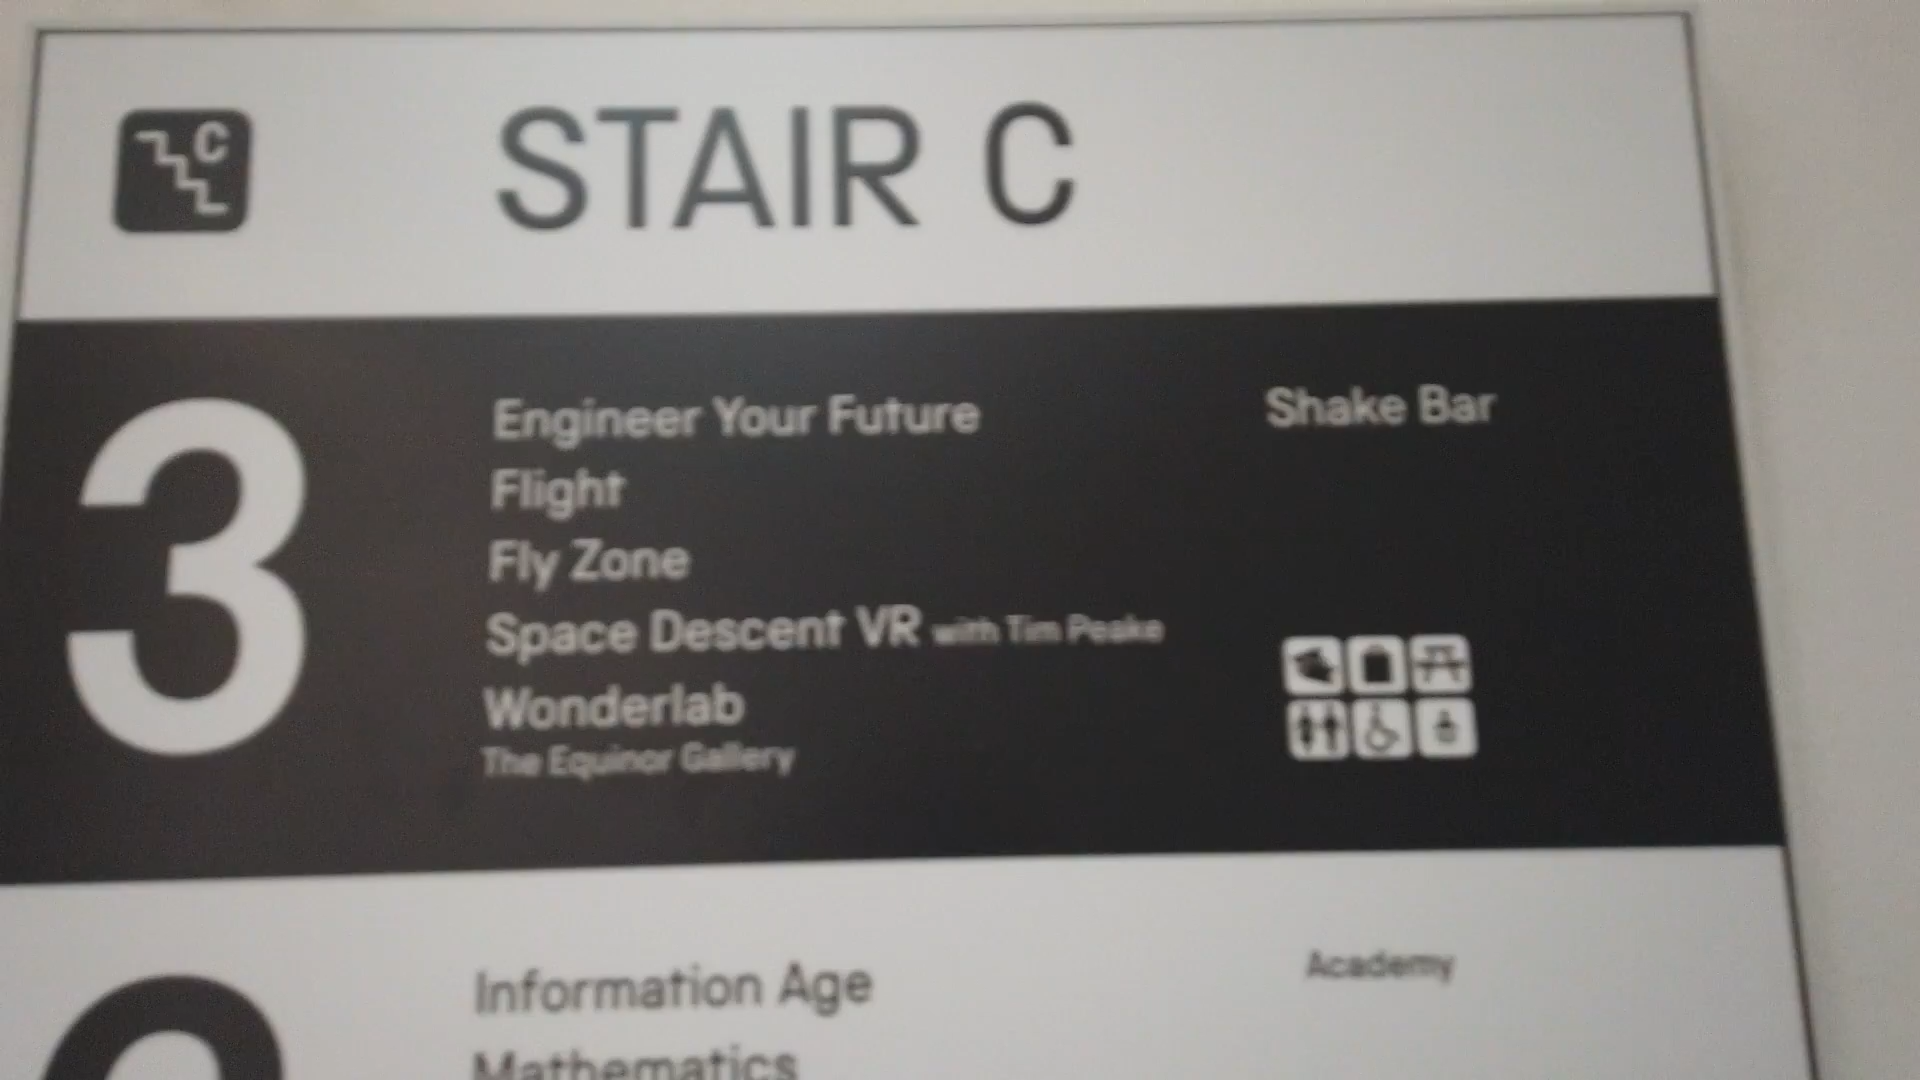 C
STAIR C
3
Engineer Your Future
Shake Bar
Flight
Fly Zone
Space Descent VR with Tim Peake
Wonderlab
The Equinor Gallery
Information Age
Academy
Mathematics